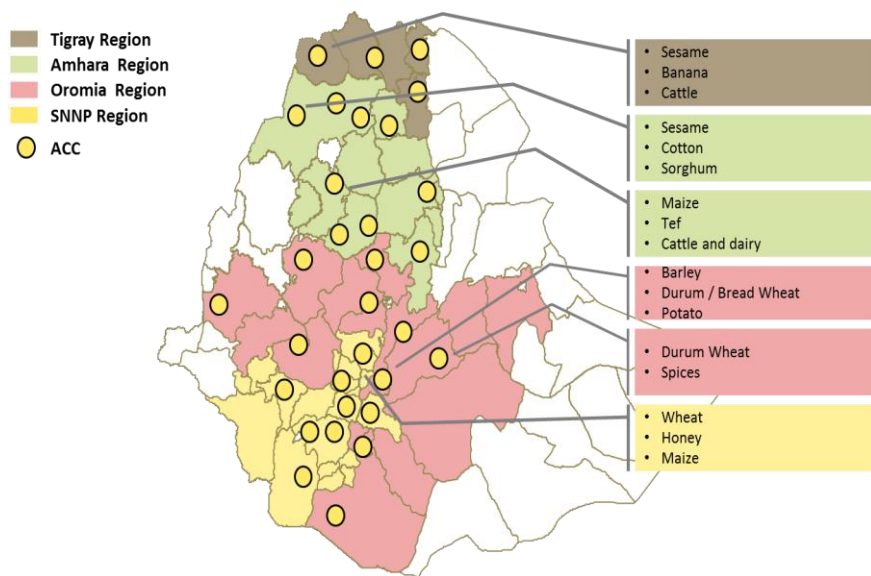 Tigray Region
Amhara Region
Oromia Region
SNNP Region
ACC
• Sesame
• Banana
• Cattle
• Sesame
• Cotton
• Sorghum
• Maize
• Tef
• Cattle and dairy
• Barley
• Durum / Bread Wheat
• Potato
• Durum Wheat
• Spices
• Wheat
• Honey
• Maize